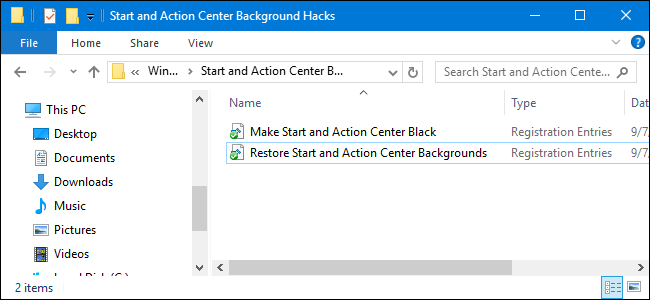 Start and Action Center Background Hacks
File Home Share View
Win... Start and Action Center B... Search Start and Action Cente...
This PC
Desktop
Documents
Downloads
Music
Pictures
Videos
Name Type Dat
Make Start and Action Center Black Registration Entries 9/7,
Restore Start and Action Center Backgrounds Registration Entries 9/7,
2 items